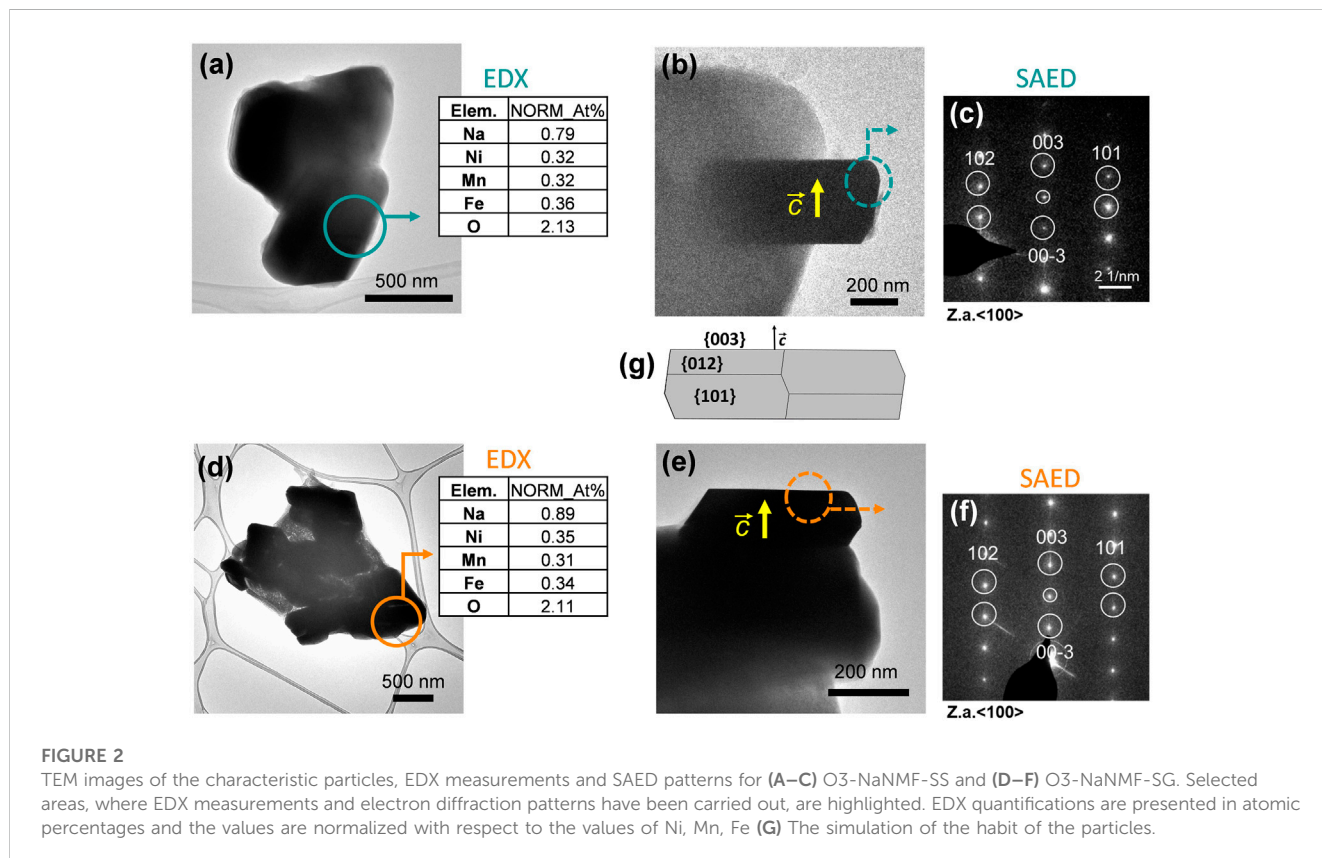 (a)
EDX
Elem. NORM_At%
Na 0.79
Ni 0.32
Mn 0.32
Fe 0.36
O 2.13
500 nm
(b)
c
200 nm
SAED
(c)
003
102
101
00-3
2 1/nm
Z.a.<100>
(g)
{003}
c
{012}
{101}
(d)
EDX
Elem. NORM_At%
Na 0.89
Ni 0.35
Mn 0.31
Fe 0.34
O 2.11
500 nm
(e)
c
200 nm
SAED
(f)
003
102
101
00-3
Z.a.<100>
FIGURE 2
TEM images of the characteristic particles, EDX measurements and SAED patterns for (A–C) O3-NaNMF-SS and (D–F) O3-NaNMF-SG. Selected
areas, where EDX measurements and electron diffraction patterns have been carried out, are highlighted. EDX quantifications are presented in atomic
percentages and the values are normalized with respect to the values of Ni, Mn, Fe (G) The simulation of the habit of the particles.